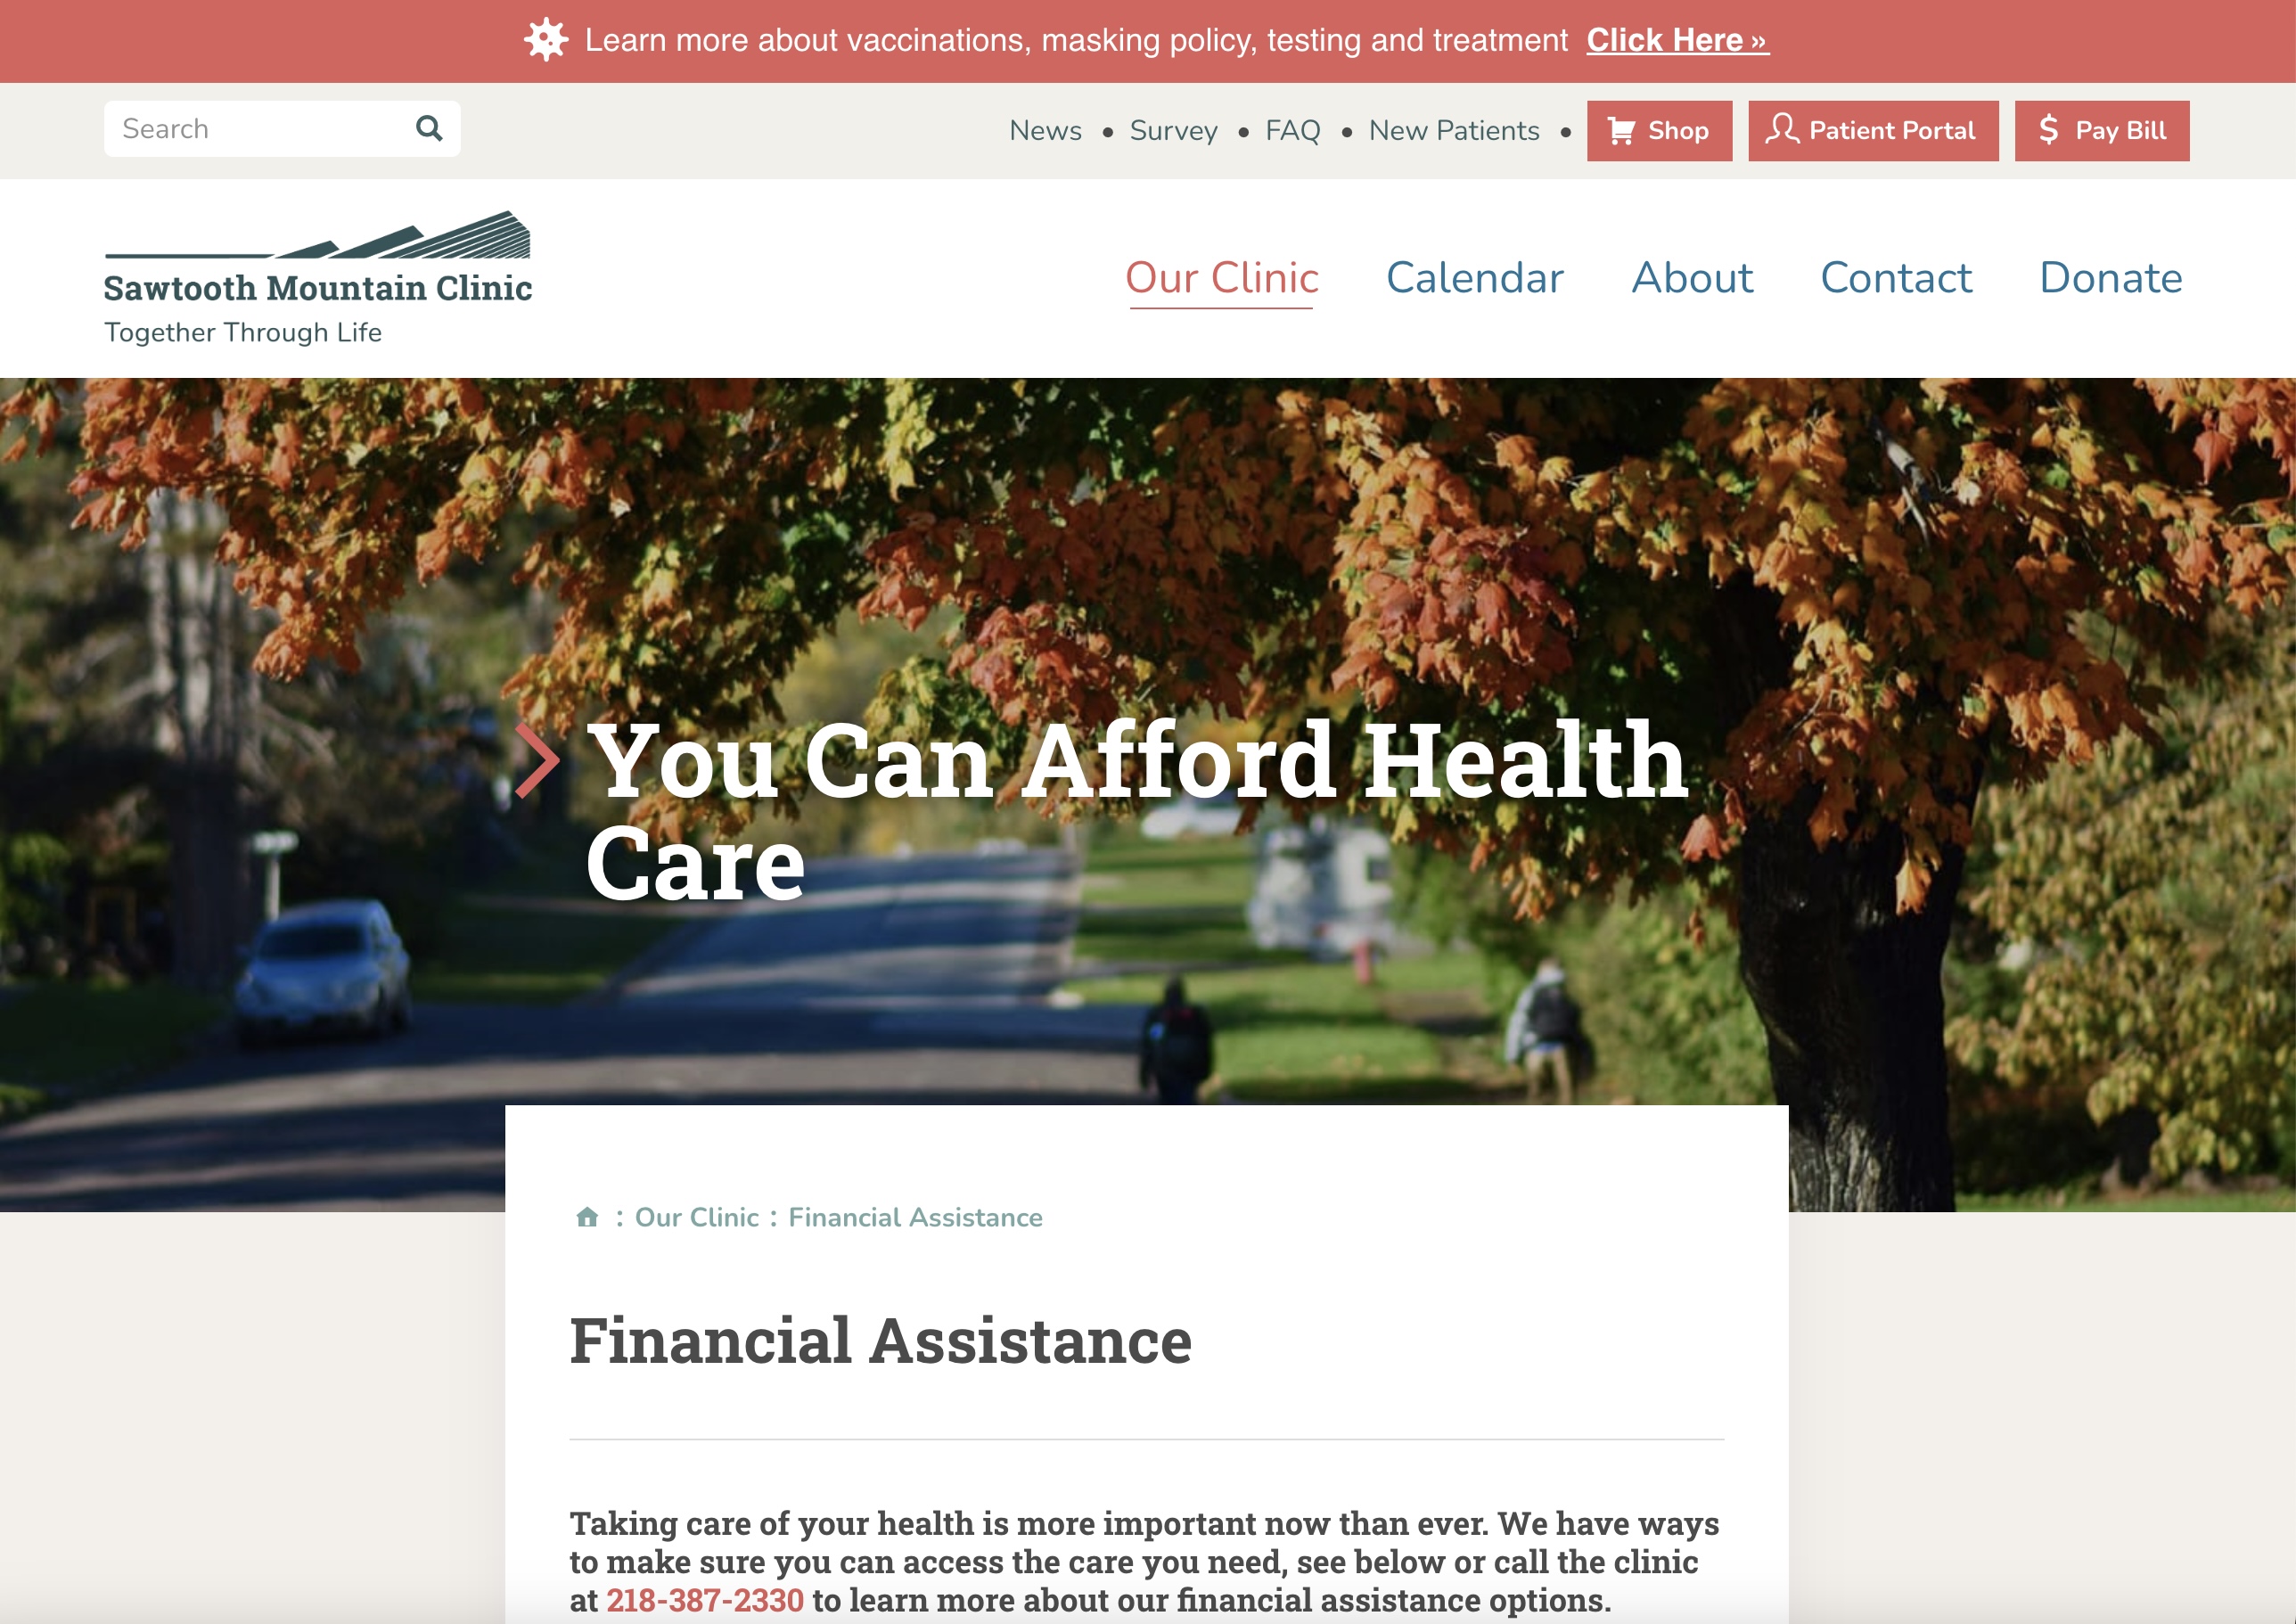 Learn more about vaccinations, masking policy, testing and treatment Click Here »
Search
News • Survey • FAQ • New Patients • Shop Patient Portal $ Pay Bill
Sawtooth Mountain Clinic
Together Through Life
Our Clinic Calendar About Contact Donate
You Can Afford Health
Care
: Our Clinic : Financial Assistance
Financial Assistance
Taking care of your health is more important now than ever. We have ways
to make sure you can access the care you need, see below or call the clinic
at 218-387-2330 to learn more about our financial assistance options.